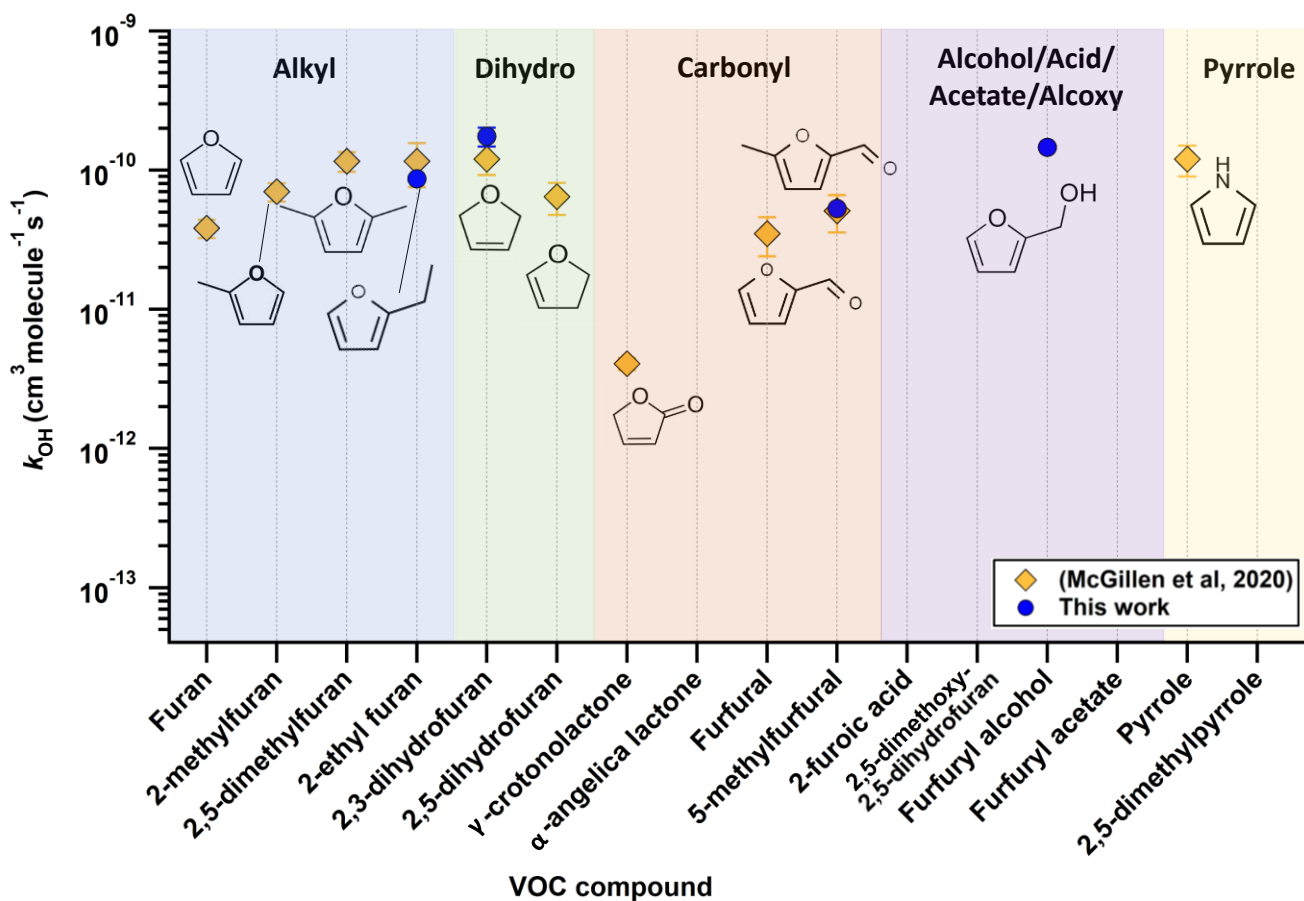 Alkyl
Dihydro
Carbonyl
Alcohol/Acid/
Acetate/Alcoxy
Pyrrole
10⁻⁹
10⁻¹⁰
10⁻¹¹
10⁻¹²
10⁻¹³
k_OH (cm³ molecule⁻¹ s⁻¹)
O
O
O
O
O
O
O
O
O
O
O
O
O
OH
H
N
(McGillen et al, 2020)
This work
Furan
2-methylfuran
2,5-dimethylfuran
2-ethyl furan
2,3-dihydrofuran
2,5-dihydrofuran
γ-crotonolactone
α-angelica lactone
Furfural
5-methylfurfural
2-furoic acid
2,5-dimethoxy-
2,5-dihydrofuran
Furfuryl alcohol
Furfuryl acetate
Pyrrole
2,5-dimethylpyrrole
VOC compound